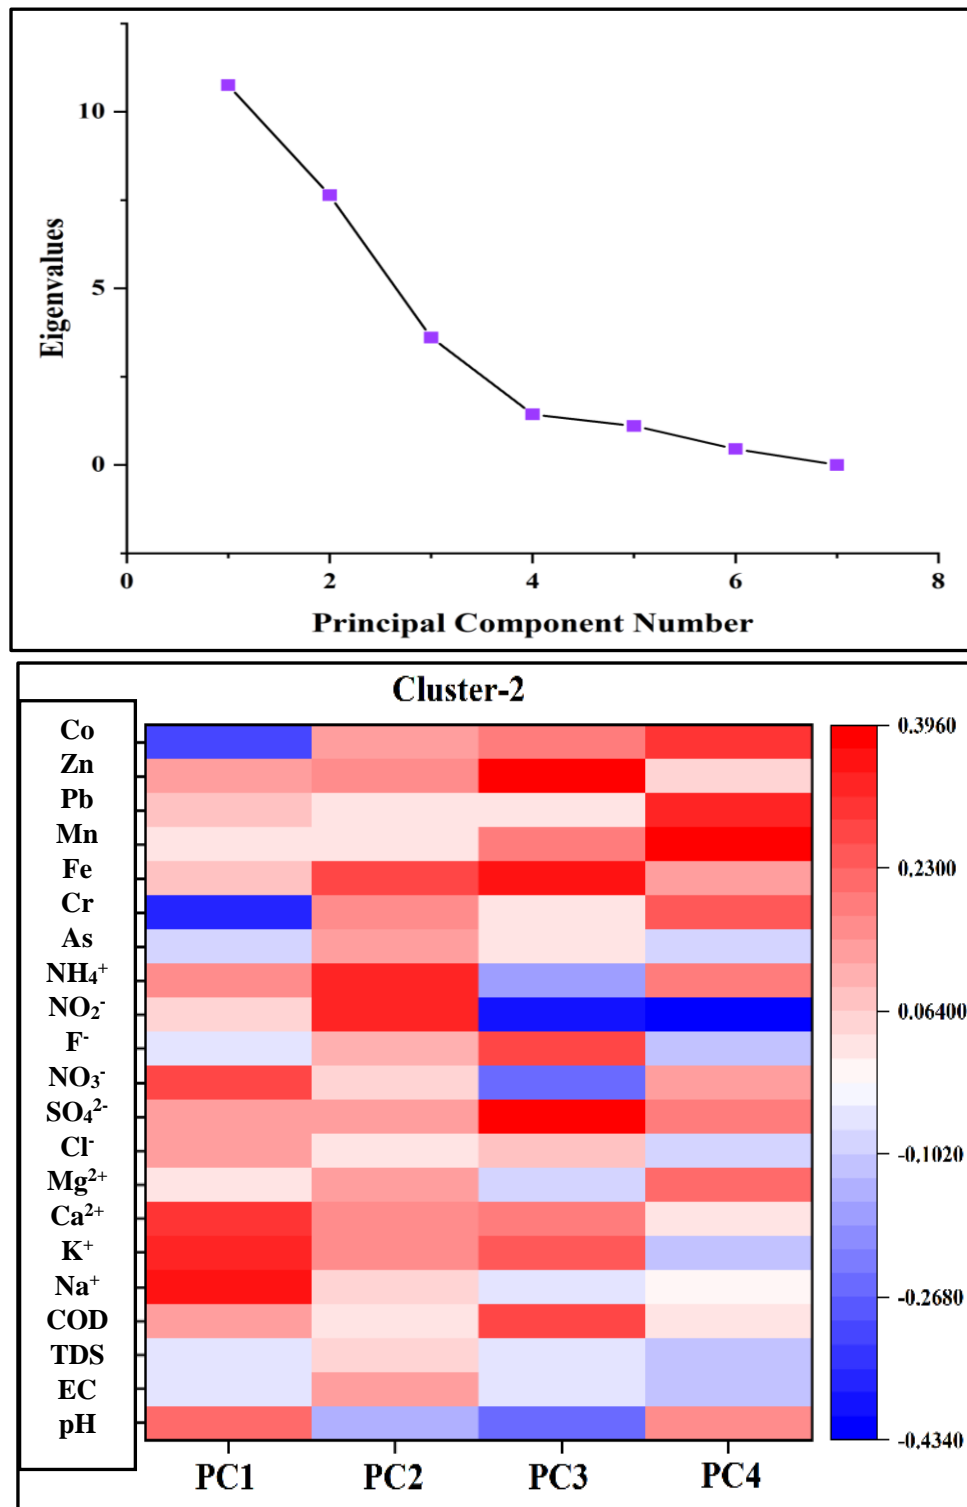 10
5
0
Eigenvalues
0 2 4 6 8
Principal Component Number
Cluster-2
Co
Zn
Pb
Mn
Fe
Cr
As
NH₄⁺
NO₂⁻
F⁻
NO₃⁻
SO₄²⁻
Cl⁻
Mg²⁺
Ca²⁺
K⁺
Na⁺
COD
TDS
EC
pH
PC1 PC2 PC3 PC4
0.3960
0.2300
0.06400
-0.1020
-0.2680
-0.4340